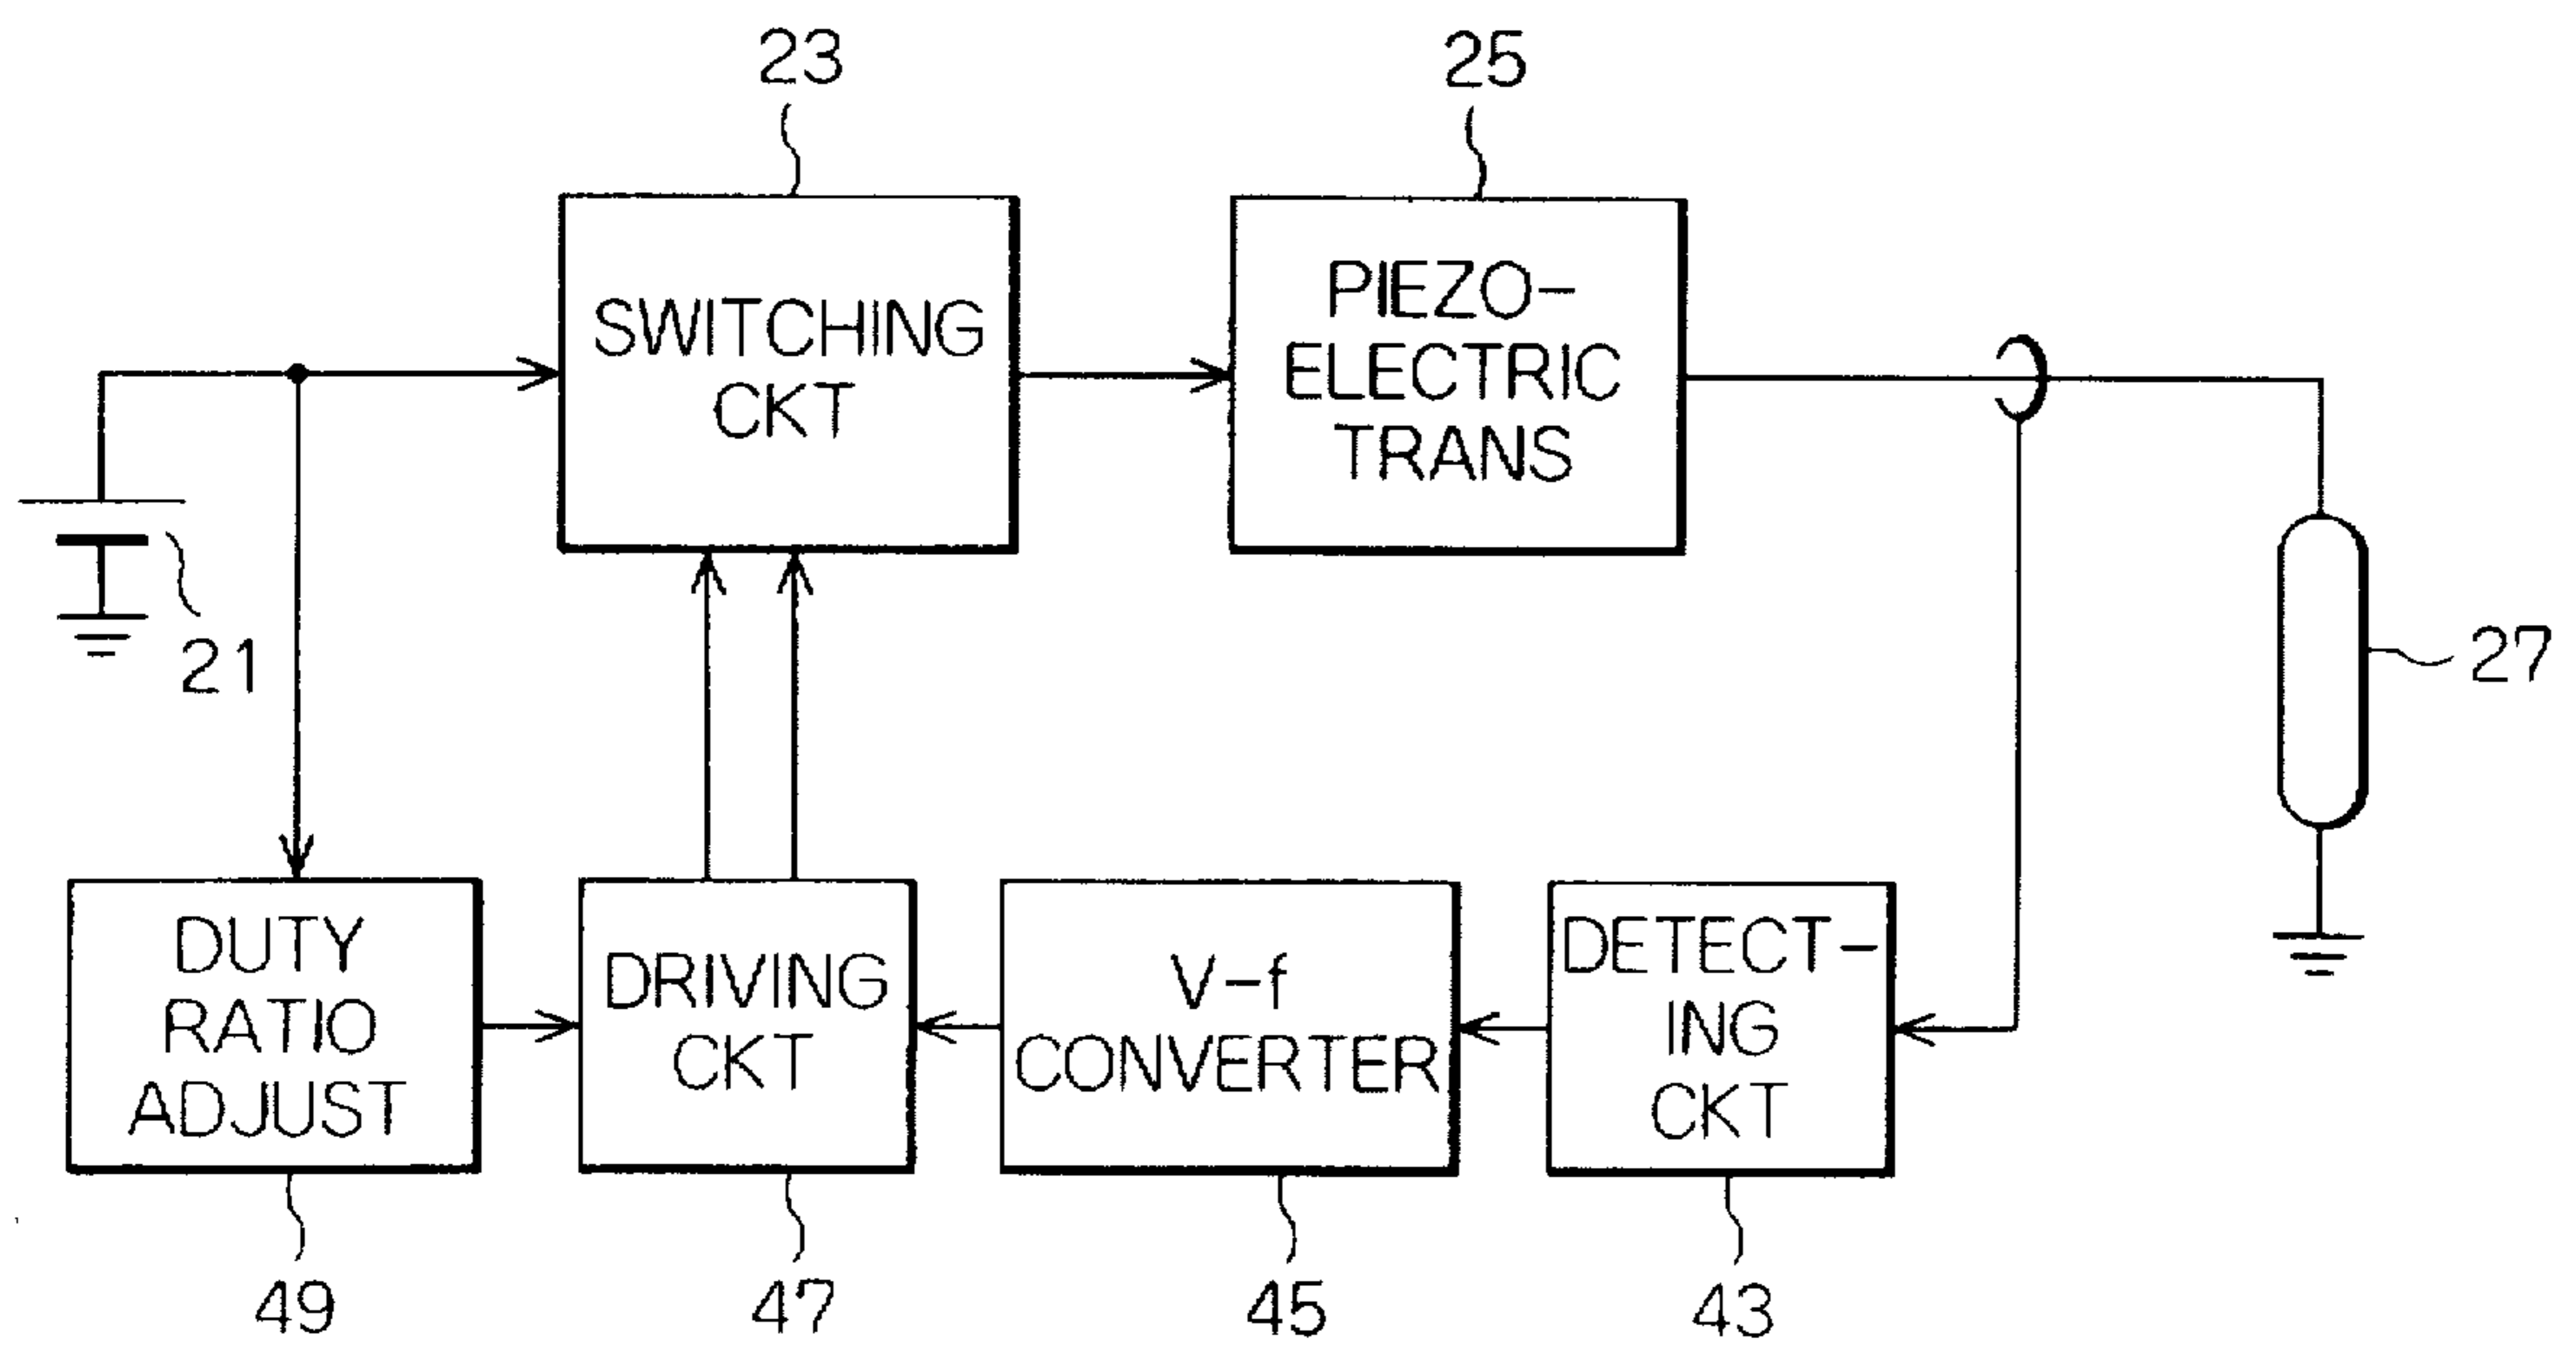 23
25
SWITCHING
CKT
PIEZO-
ELECTRIC
TRANS
21
27
DUTY
RATIO
ADJUST
DRIVING
CKT
V-f
CONVERTER
DETECT-
ING
CKT
49
47
45
43